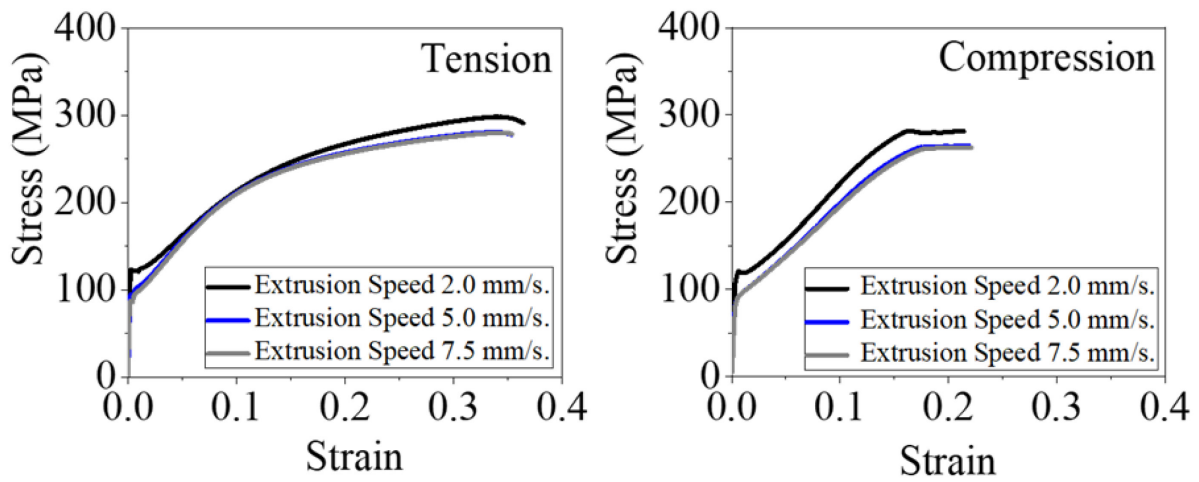 400
300
200
100
0
Stress (MPa)
Tension
Extrusion Speed 2.0 mm/s.
Extrusion Speed 5.0 mm/s.
Extrusion Speed 7.5 mm/s.
0.0 0.1 0.2 0.3 0.4
Strain
400
300
200
100
0
Stress (MPa)
Compression
Extrusion Speed 2.0 mm/s.
Extrusion Speed 5.0 mm/s.
Extrusion Speed 7.5 mm/s.
0.0 0.1 0.2 0.3 0.4
Strain